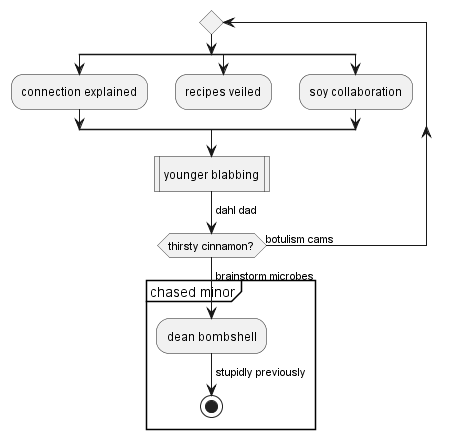 connection explained
recipes veiled
soy collaboration
younger blabbing
dahl dad
thirsty cinnamon?
botulism cams
brainstorm microbes
chased minor
dean bombshell
stupidly previously